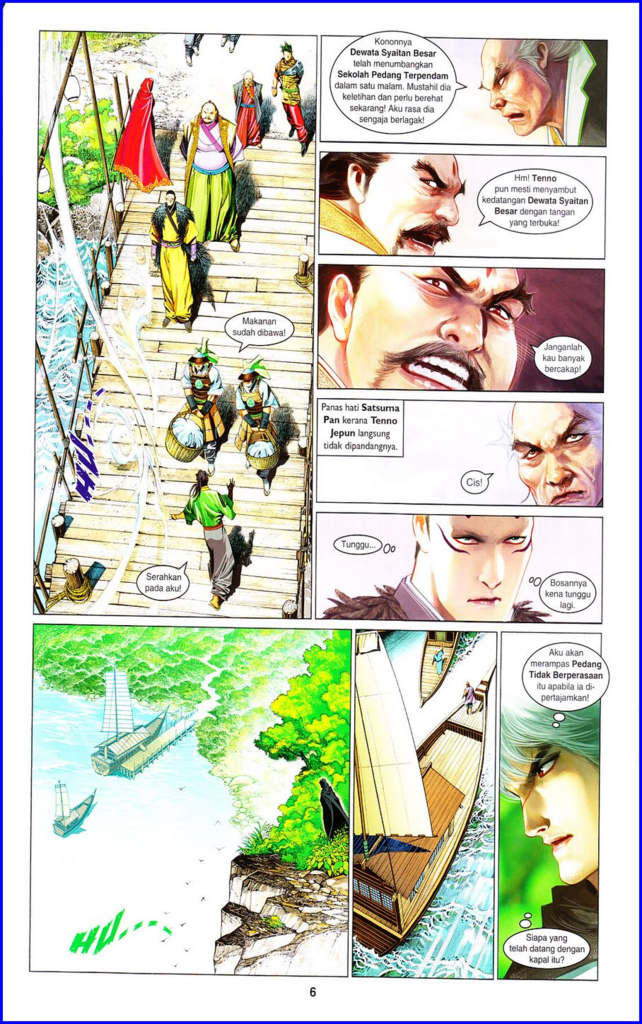 Makanan
sudah dibawa!
HU...
Serahkan
pada aku!
Kononnya
Dewata Syaitan Besar
telah menumbangkan
Sekolah Pedang Terpendam
dalam satu malam. Mustahil dia
keletihan dan perlu berehat
sekarang! Aku rasa dia
sengaja berlagak!
Hm! Tenno
pun mesti menyambut
kedatangan Dewata Syaitan
Besar dengan tangan
yang terbuka!
Janganlah
kau banyak
bercakap!
Panas hati Satsurna
Pan kerana Tenno
Jepun langsung
tidak dipandangnya.
Cis!
Tunggu...
Bosannya
kena tunggu
lagi.
HU...
Aku akan
merampas Pedang
Tidak Berperasaan
itu apabila ia di-
pertajamkan!
Siapa yang
telah datang dengan
kapal itu?
6